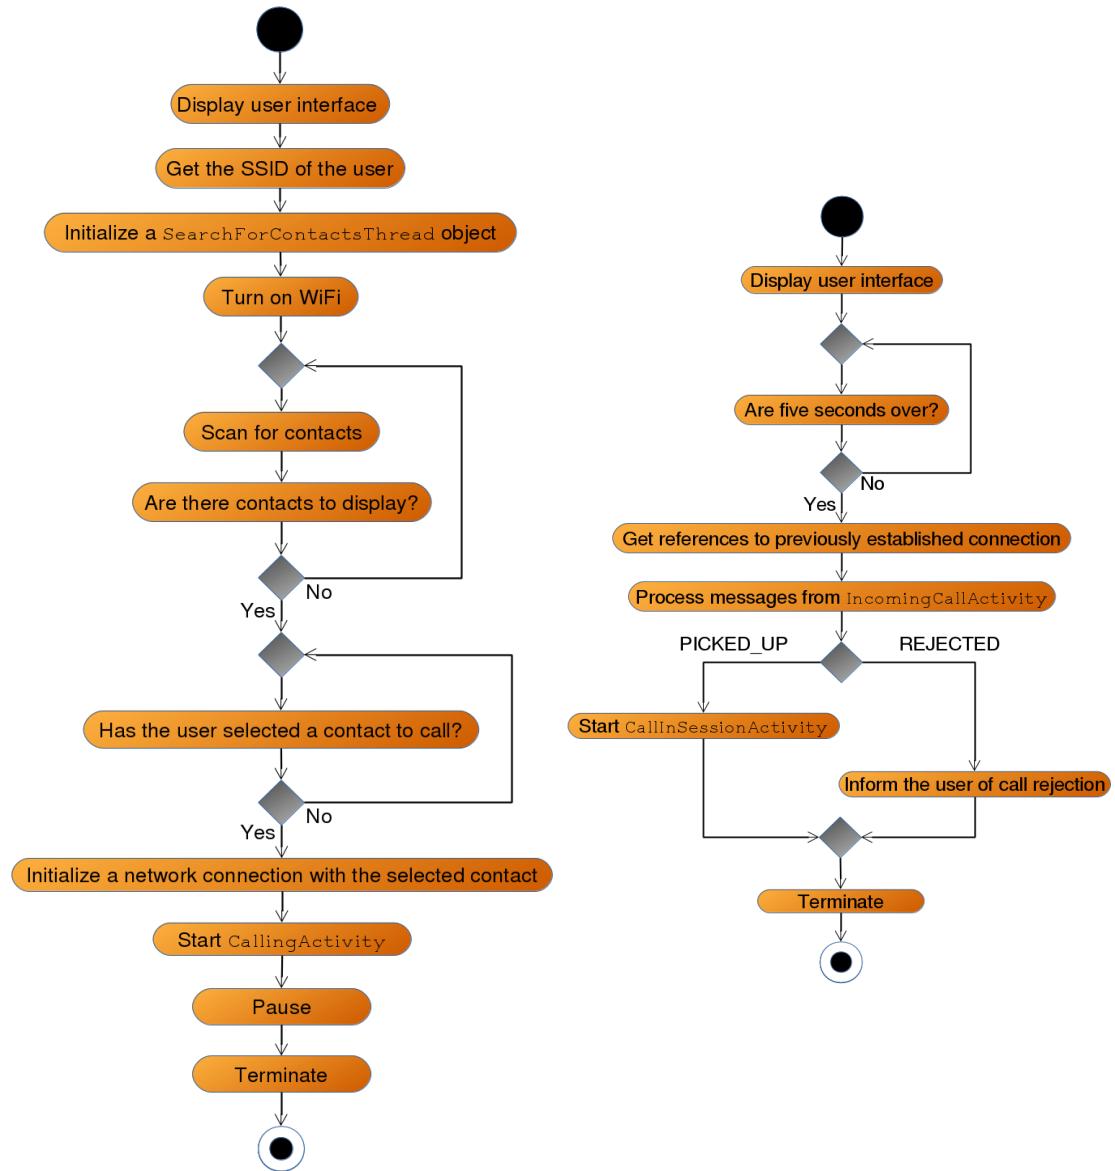 Display user interface
Get the SSID of the user
Initialize a SearchForContactsThread object
Turn on WiFi
Scan for contacts
Are there contacts to display?
No
Yes
Has the user selected a contact to call?
No
Yes
Initialize a network connection with the selected contact
Start CallingActivity
Pause
Terminate
Display user interface
Are five seconds over?
No
Yes
Get references to previously established connection
Process messages from IncomingCallActivity
PICKED_UP
REJECTED
Start CallInSessionActivity
Inform the user of call rejection
Terminate